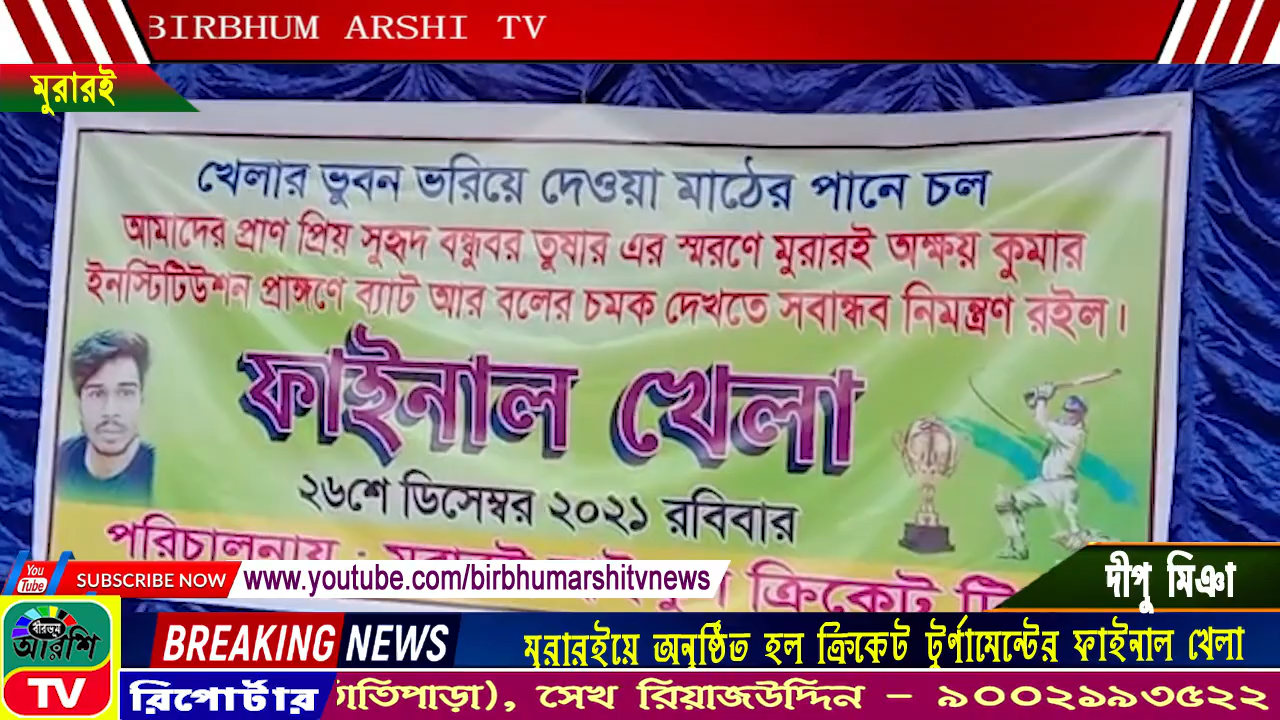 BIRBHUM ARSHI TV
মুরারই
খেলার ভুবন ভরিয়ে দেওয়া মাঠের পানে চল
আমাদের প্রাণ প্রিয় সুহৃদ বন্ধুবর তুষার এর স্মরণে মুরারই অক্ষয় কুমার
ইনস্টিটিউশন প্রাঙ্গণে ব্যাট আর বলের চমক দেখতে সবান্ধব নিমন্ত্রণ রইল।
ফাইনাল খেলা
২৬শে ডিসেম্বর ২০২১ রবিবার
পরিচালনায় : মুরারই ক্রিকেট
You Tube SUBSCRIBE NOW www.youtube.com/birbhumarshitvnews
দীপু মিঞা
বীরভূম
আরশি
TV
BREAKING NEWS মুরারইয়ে অনুষ্ঠিত হল ক্রিকেট টুর্ণামেন্টের ফাইনাল খেলা
রিপোর্টার তাঁতিপাড়া), সেখ রিয়াজউদ্দিন - ৯০০২১৯৩৫২২